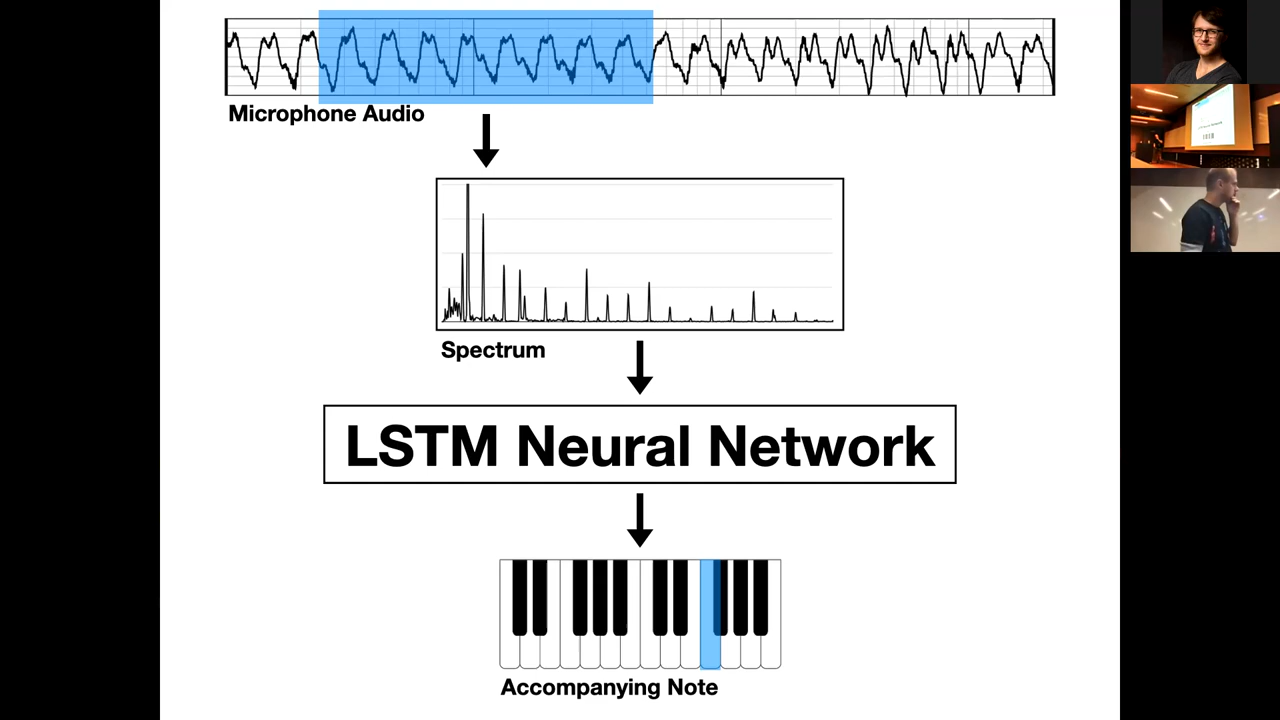 Microphone Audio
Spectrum
LSTM Neural Network
Accompanying Note